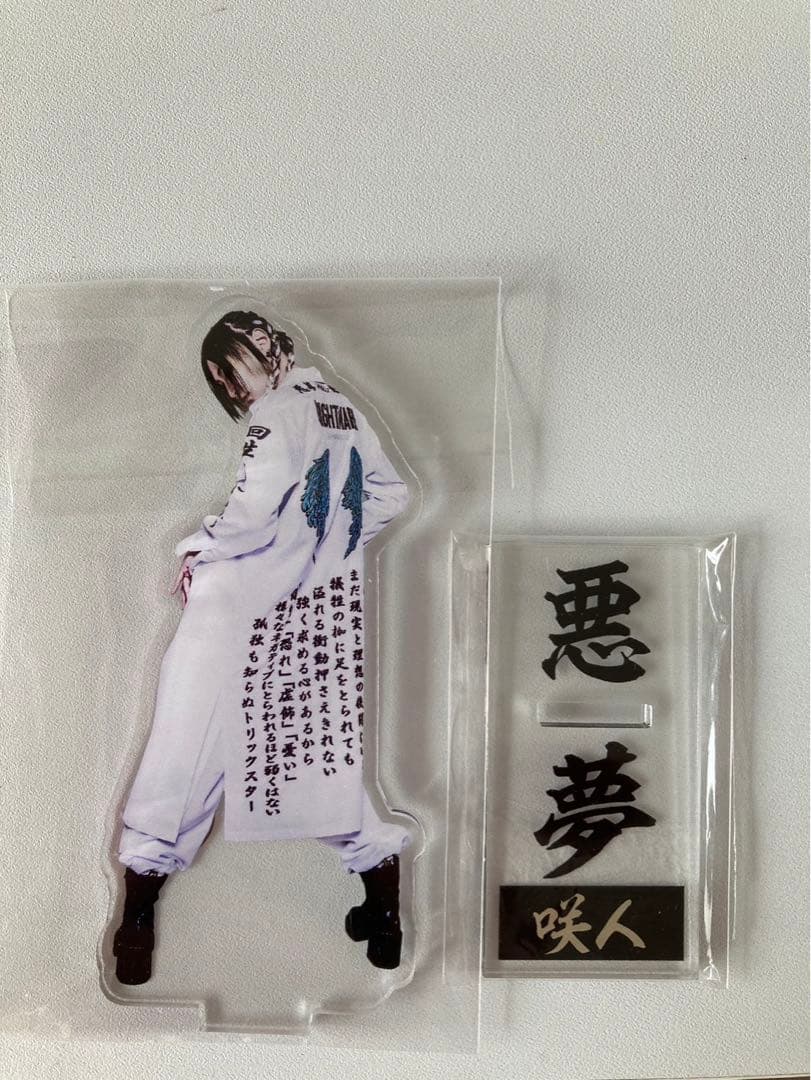 NIGHTMARE
まだ現実と理想の狭間で
犠牲の枷に足をとられても
溢れる衝動押さえきれない
強く求める心があるから
「恐れ」「虚飾」「憂い」
様々なネガティブにとらわれるほど弱くはない
孤独も知らぬトリックスター
悪夢
咲人